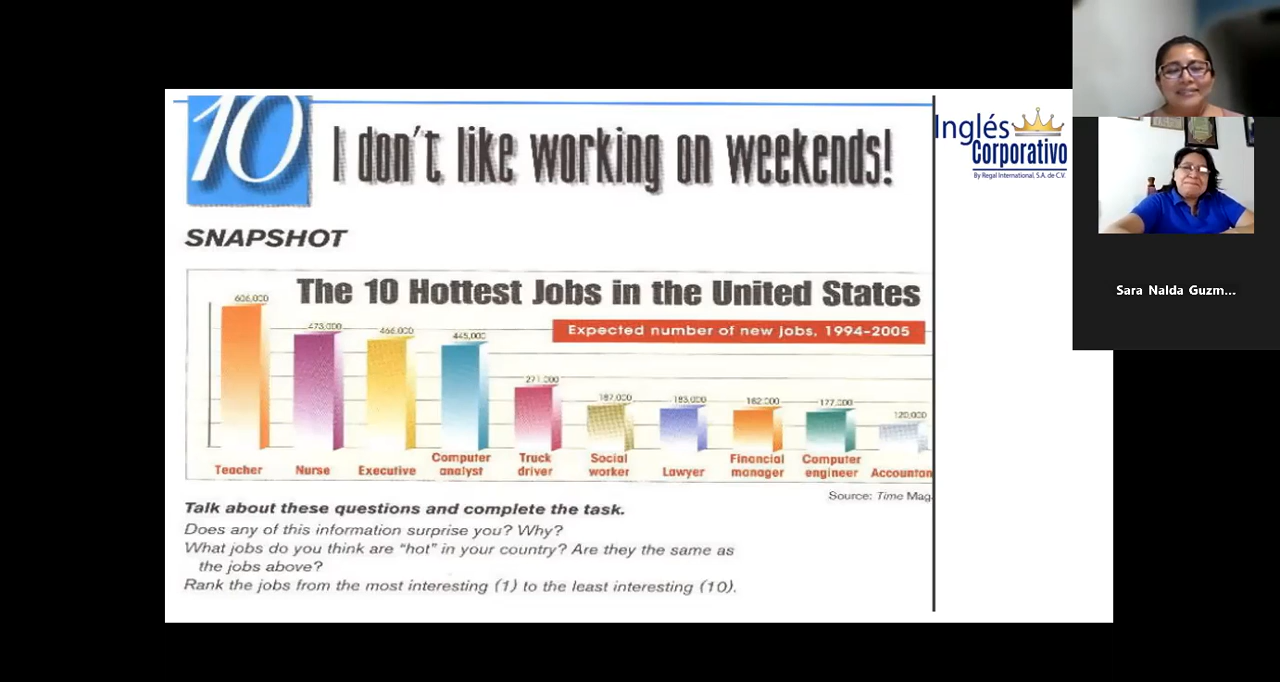 10
I don't like working on weekends!
Inglés
Corporativo
By Regal International, S.A. de C.V.
SNAPSHOT
The 10 Hottest Jobs in the United States
Expected number of new jobs, 1994-2005
606,000
473,000
466,000
445,000
271,000
187,000
183,000
182,000
177,000
120,000
Teacher
Nurse
Executive
Computer
analyst
Truck
driver
Social
worker
Lawyer
Financial
manager
Computer
engineer
Accountan
Source: Time Mag
Talk about these questions and complete the task.
Does any of this information surprise you? Why?
What jobs do you think are “hot” in your country? Are they the same as
the jobs above?
Rank the jobs from the most interesting (1) to the least interesting (10).
Sara Nalda Guzm...